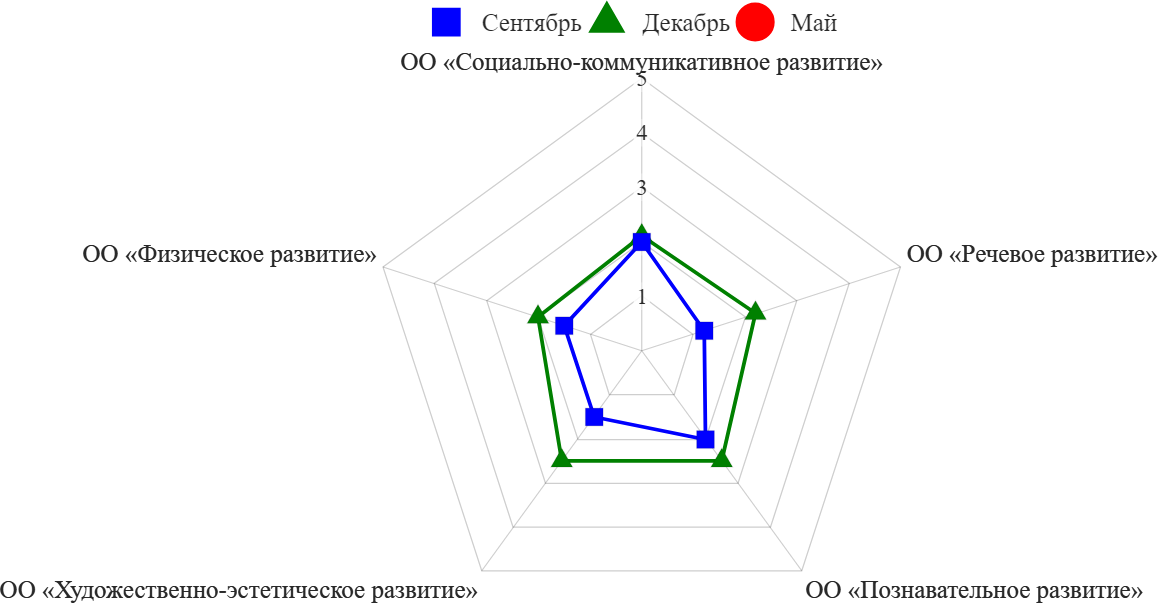 Сентябрь Декабрь Май
ОО «Социально-коммуникативное развитие»
5
4
3
ОО «Физическое развитие»
ОО «Речевое развитие»
1
ОО «Художественно-эстетическое развитие»
ОО «Познавательное развитие»